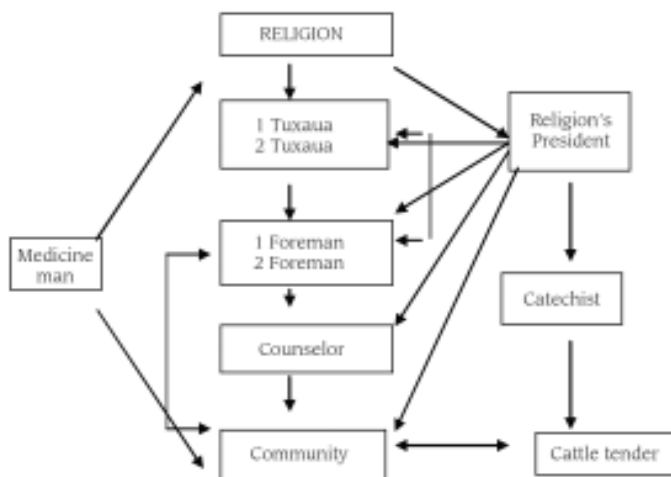 RELIGION
1 Tuxaua
2 Tuxaua
Religion's
President
1 Foreman
2 Foreman
Medicine
man
Catechist
Counselor
Community
Cattle tender